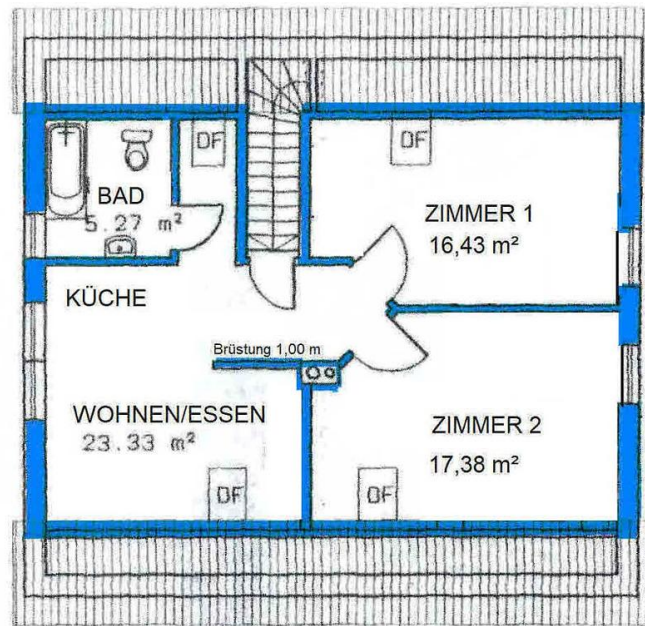 DF
DF
BAD
5.27 m²
ZIMMER 1
16,43 m²
KÜCHE
Brüstung 1,00 m
WOHNEN/ESSEN
23.33 m²
ZIMMER 2
17,38 m²
DF
DF